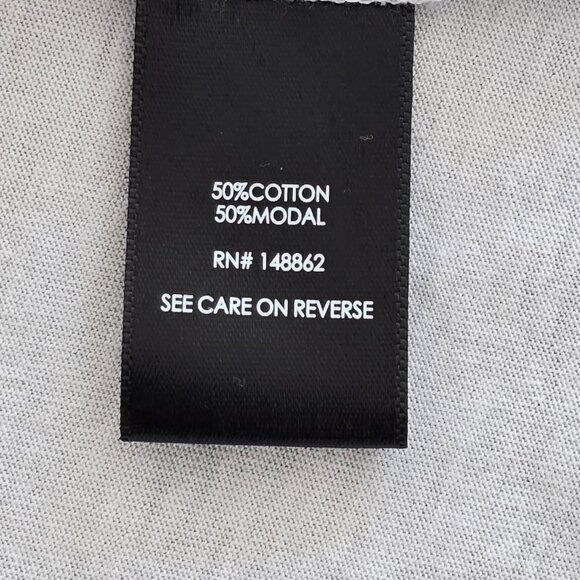 50%COTTON
50%MODAL
RN# 148862
SEE CARE ON REVERSE